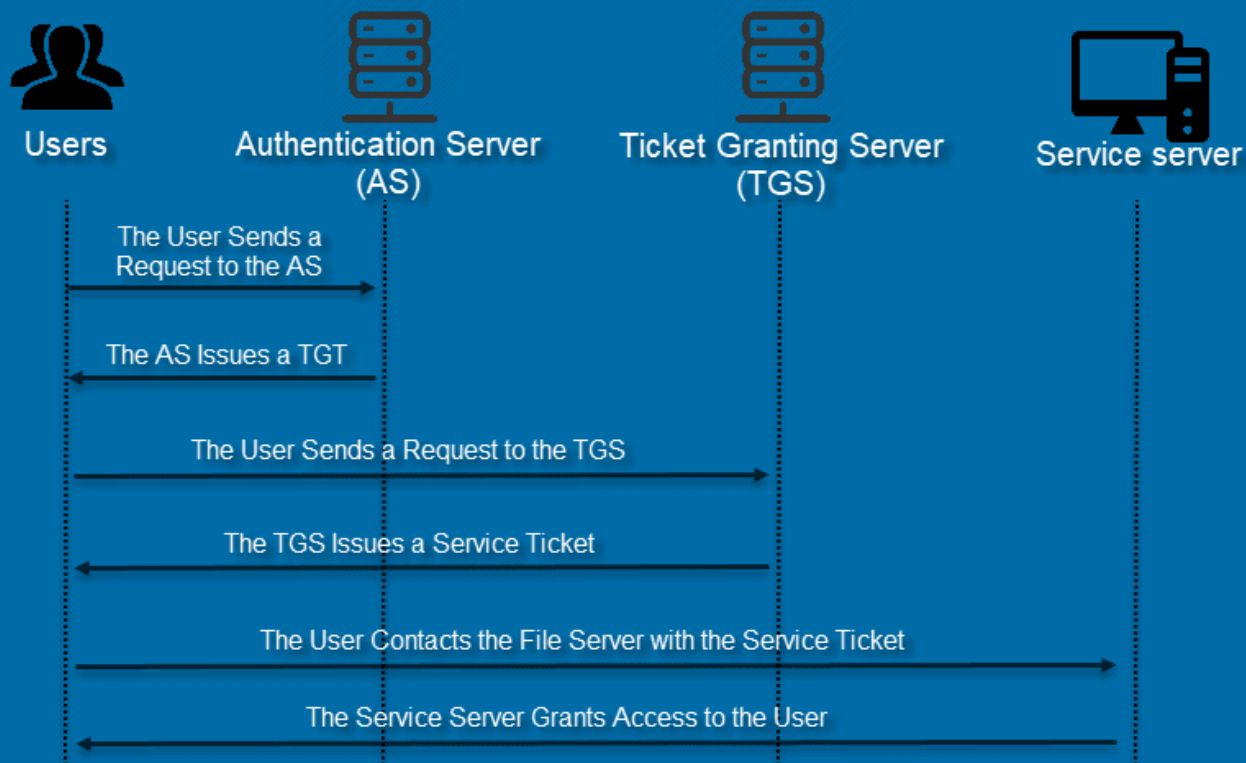 Users
Authentication Server
(AS)
Ticket Granting Server
(TGS)
Service server
The User Sends a
Request to the AS
The AS Issues a TGT
The User Sends a Request to the TGS
The TGS Issues a Service Ticket
The User Contacts the File Server with the Service Ticket
The Service Server Grants Access to the User